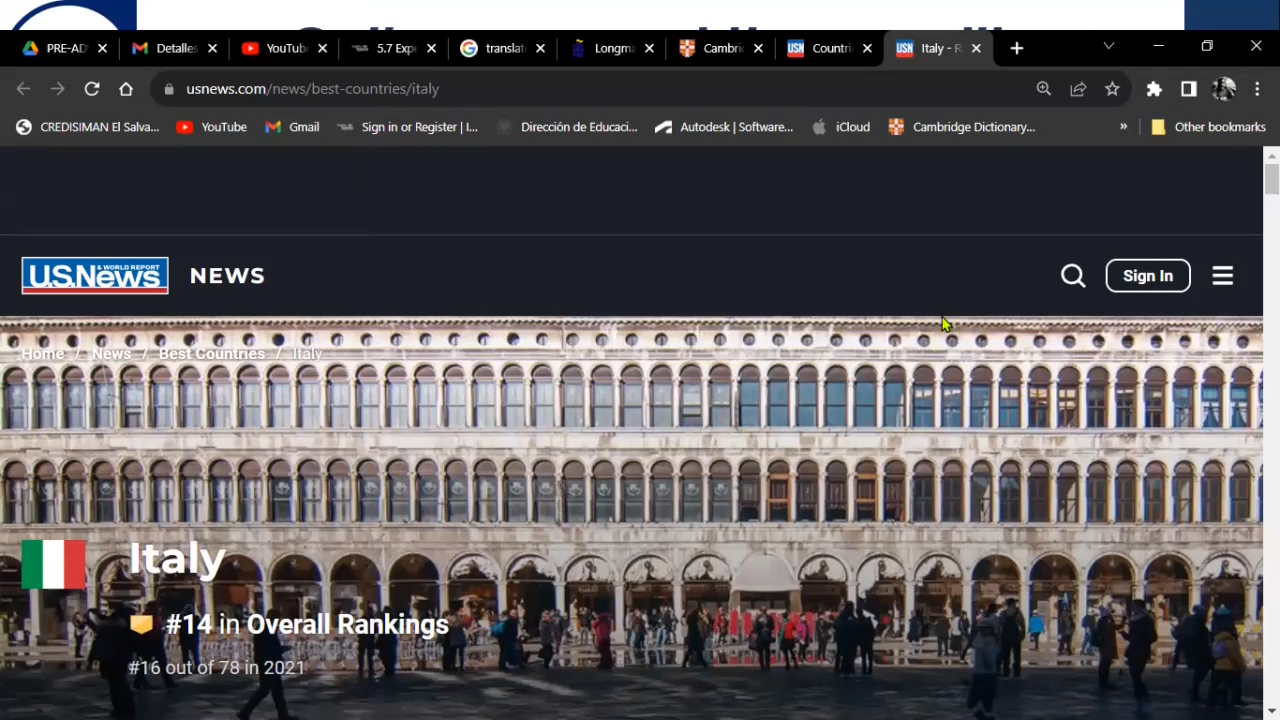 PRE-AD
Detalles
YouTub
5.7 Exp
translat
Longm
Cambri
Countri
Italy - R
usnews.com/news/best-countries/italy
CREDISIMAN El Salva...
YouTube
Gmail
Sign in or Register | I...
Dirección de Educaci...
Autodesk | Software...
iCloud
Cambridge Dictionary...
»
Other bookmarks
U.S.News & WORLD REPORT
NEWS
Sign In
Home / News / Best Countries / Italy
Italy
#14 in Overall Rankings
#16 out of 78 in 2021